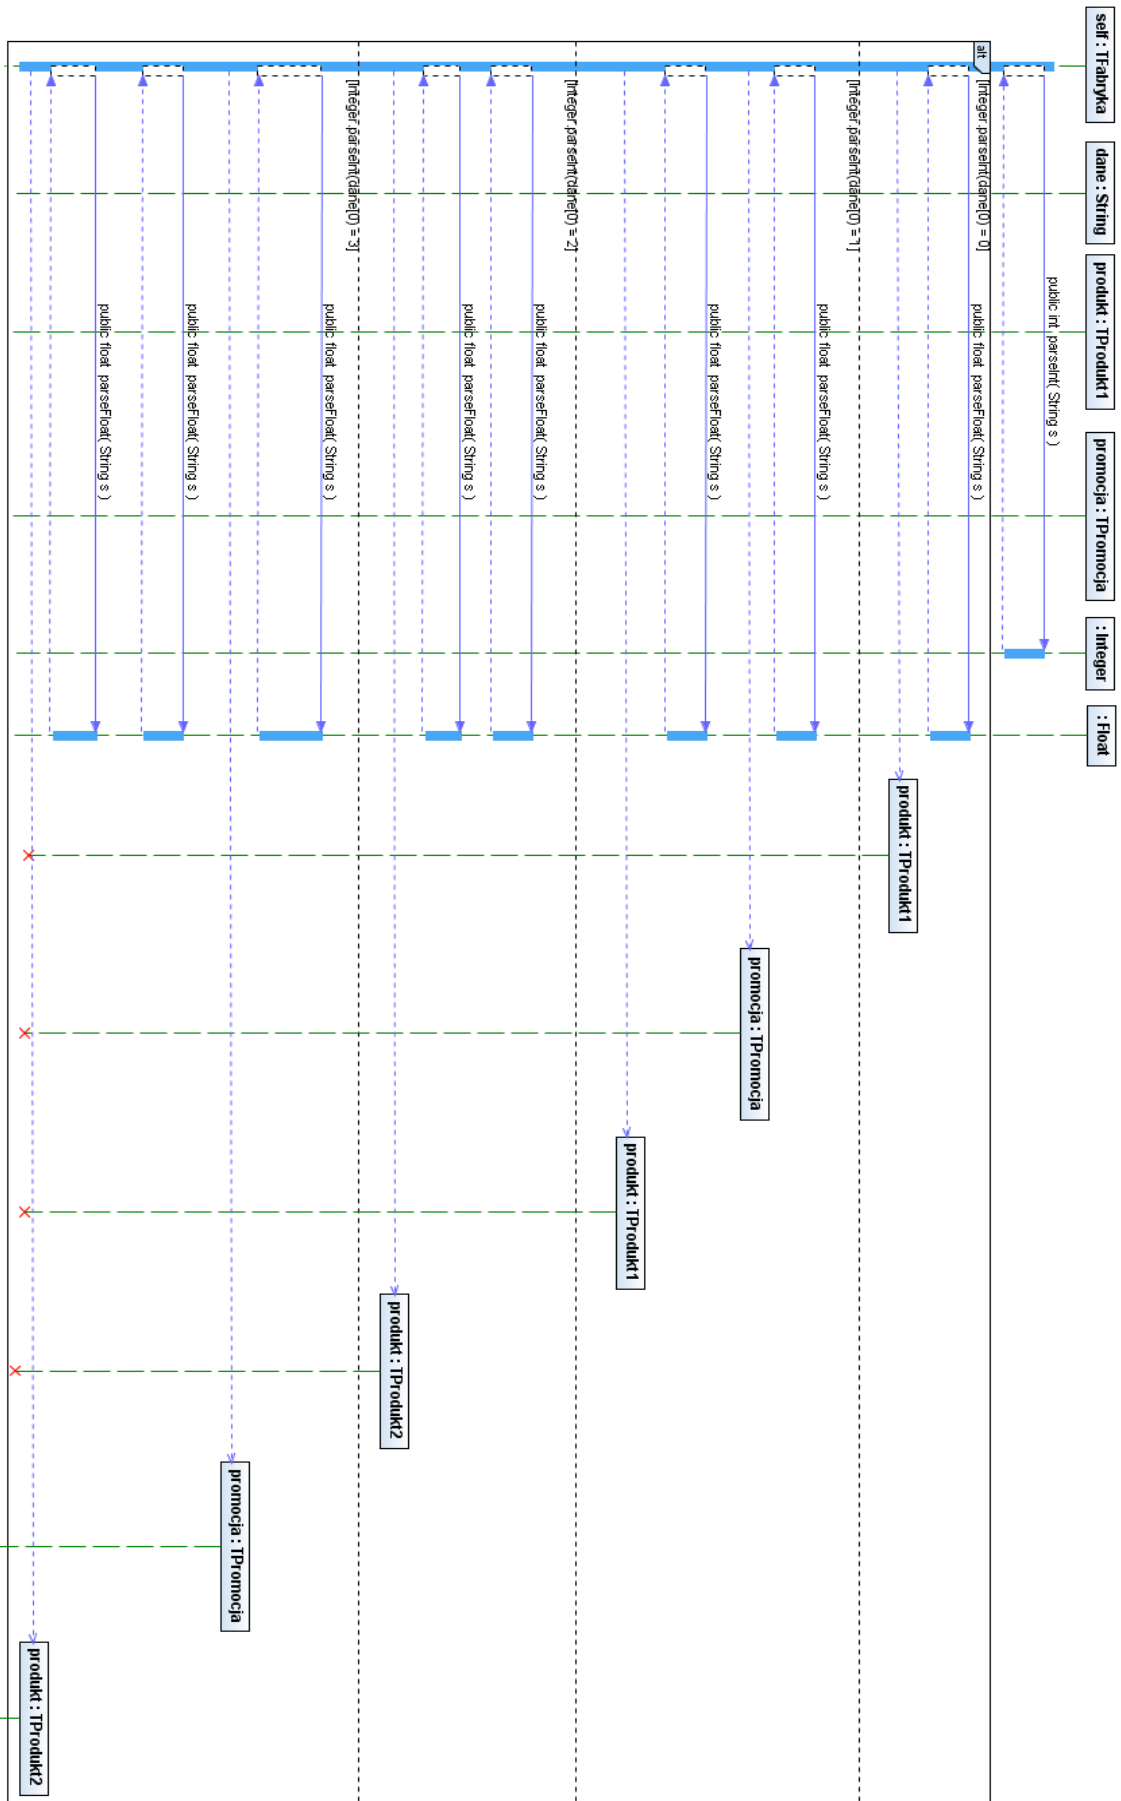 self : TFabryka
dane : String
produkt : TProdukt1
promocja : TPromocja
: Integer
: Float
public int parseInt( String s )
alt
[Integer.parseInt(dane[0) = 0]
public float parseFloat( String s )
produkt : TProdukt1
[Integer.parseInt(dane[0) = 1]
public float parseFloat( String s )
promocja : TPromocja
public float parseFloat( String s )
produkt : TProdukt1
[Integer.parseInt(dane[0) = 2]
public float parseFloat( String s )
public float parseFloat( String s )
produkt : TProdukt2
[Integer.parseInt(dane[0) = 3]
public float parseFloat( String s )
promocja : TPromocja
public float parseFloat( String s )
public float parseFloat( String s )
produkt : TProdukt2